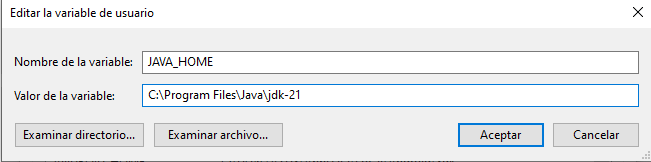 Editar la variable de usuario
Nombre de la variable: JAVA_HOME
Valor de la variable: C:\Program Files\Java\jdk-21
Examinar directorio... Examinar archivo... Aceptar Cancelar